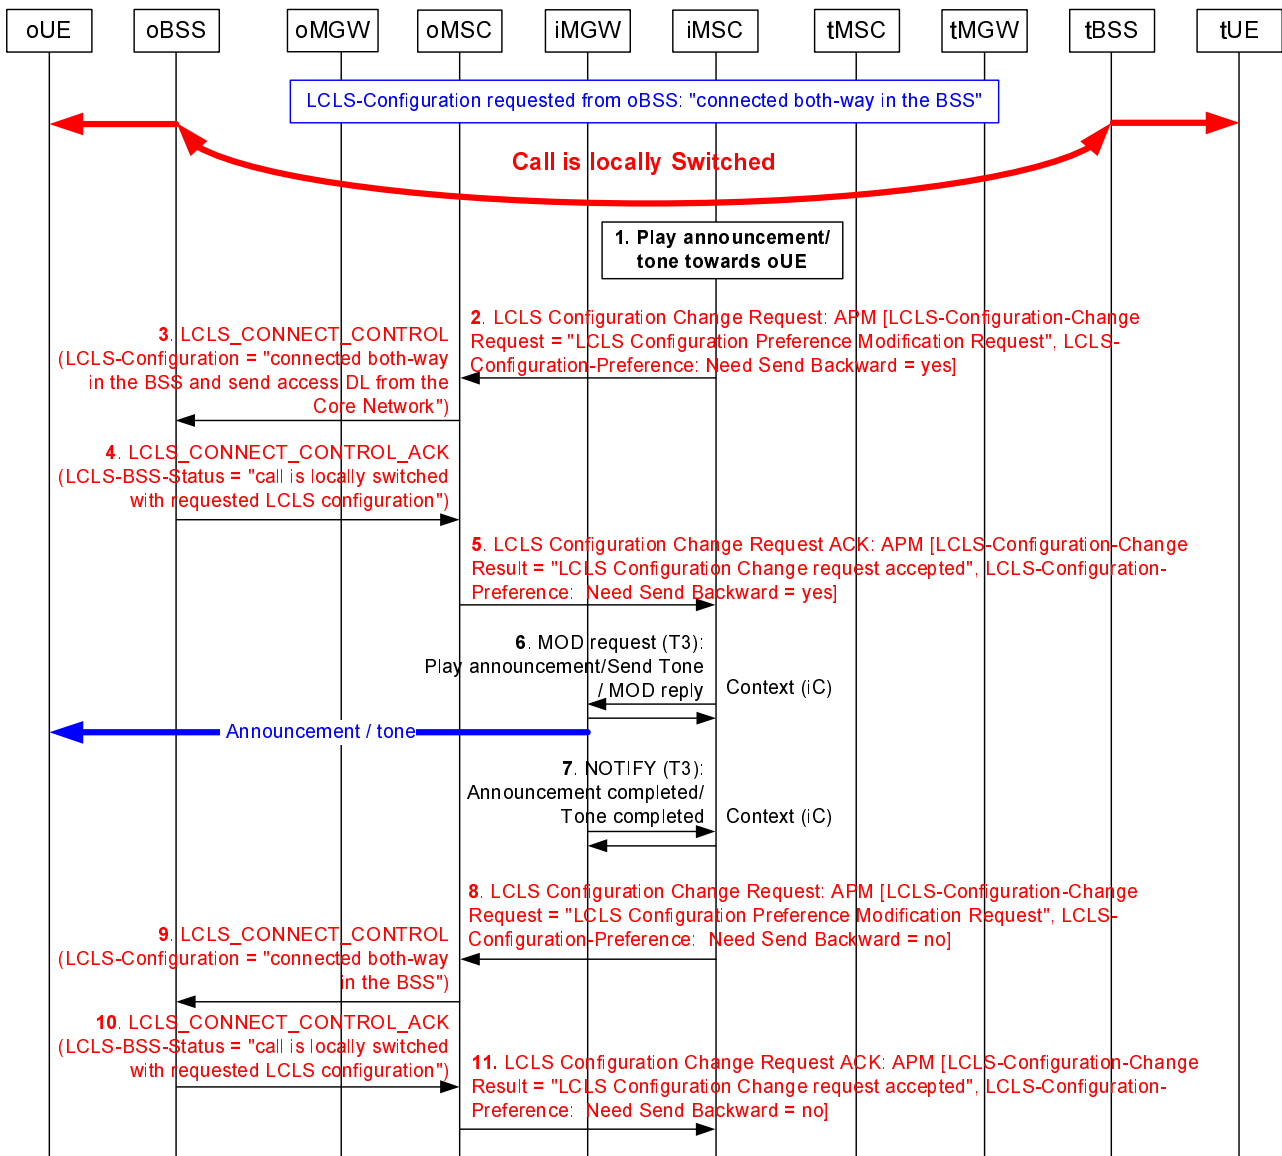 oUE
oBSS
oMGW
oMSC
iMGW
iMSC
tMSC
tMGW
tBSS
tUE
LCLS-Configuration requested from oBSS: "connected both-way in the BSS"
Call is locally Switched
1. Play announcement/
tone towards oUE
2. LCLS Configuration Change Request: APM [LCLS-Configuration-Change
Request = "LCLS Configuration Preference Modification Request", LCLS-
Configuration-Preference: Need Send Backward = yes]
3. LCLS_CONNECT_CONTROL
(LCLS-Configuration = "connected both-way
in the BSS and send access DL from the
Core Network")
4. LCLS_CONNECT_CONTROL_ACK
(LCLS-BSS-Status = "call is locally switched
with requested LCLS configuration")
5. LCLS Configuration Change Request ACK: APM [LCLS-Configuration-Change
Result = "LCLS Configuration Change request accepted", LCLS-Configuration-
Preference:  Need Send Backward = yes]
6. MOD request (T3):
Play announcement/Send Tone
/ MOD reply
Context (iC)
Announcement / tone
7. NOTIFY (T3):
Announcement completed/
Tone completed
Context (iC)
8. LCLS Configuration Change Request: APM [LCLS-Configuration-Change
Request = "LCLS Configuration Preference Modification Request", LCLS-
Configuration-Preference:  Need Send Backward = no]
9. LCLS_CONNECT_CONTROL
(LCLS-Configuration = "connected both-way
in the BSS")
10. LCLS_CONNECT_CONTROL_ACK
(LCLS-BSS-Status = "call is locally switched
with requested LCLS configuration")
11. LCLS Configuration Change Request ACK: APM [LCLS-Configuration-Change
Result = "LCLS Configuration Change request accepted", LCLS-Configuration-
Preference:  Need Send Backward = no]